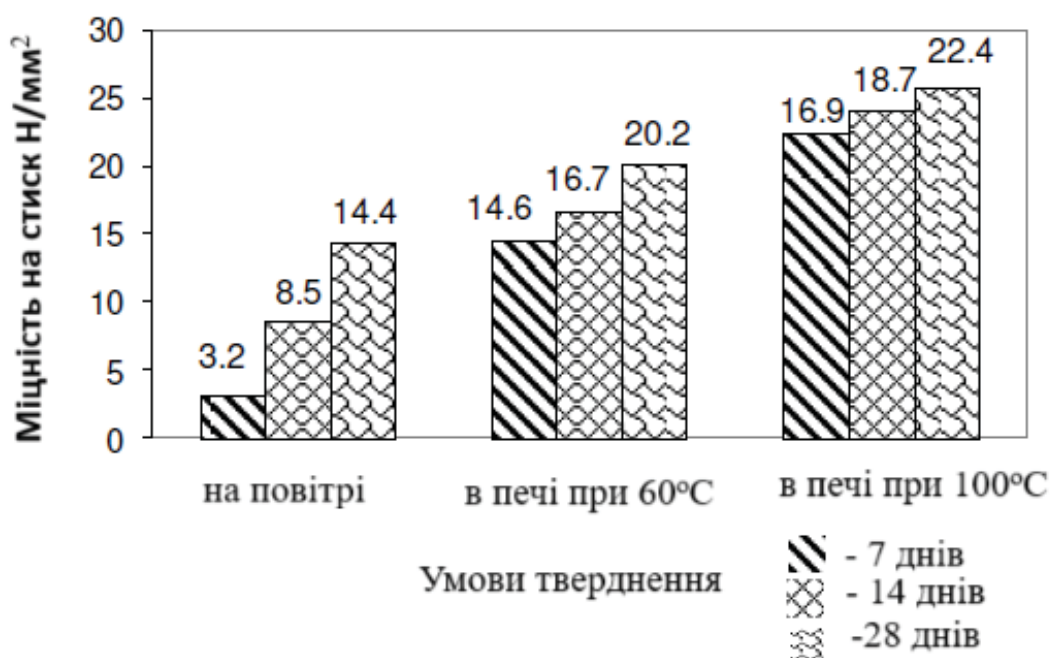 Міцність на стиск Н/мм²
30
25
20
15
10
5
0
3.2
8.5
14.4
14.6
16.7
20.2
16.9
18.7
22.4
на повітрі
в печі при 60°C
в печі при 100°C
Умови тверднення
- 7 днів
- 14 днів
-28 днів